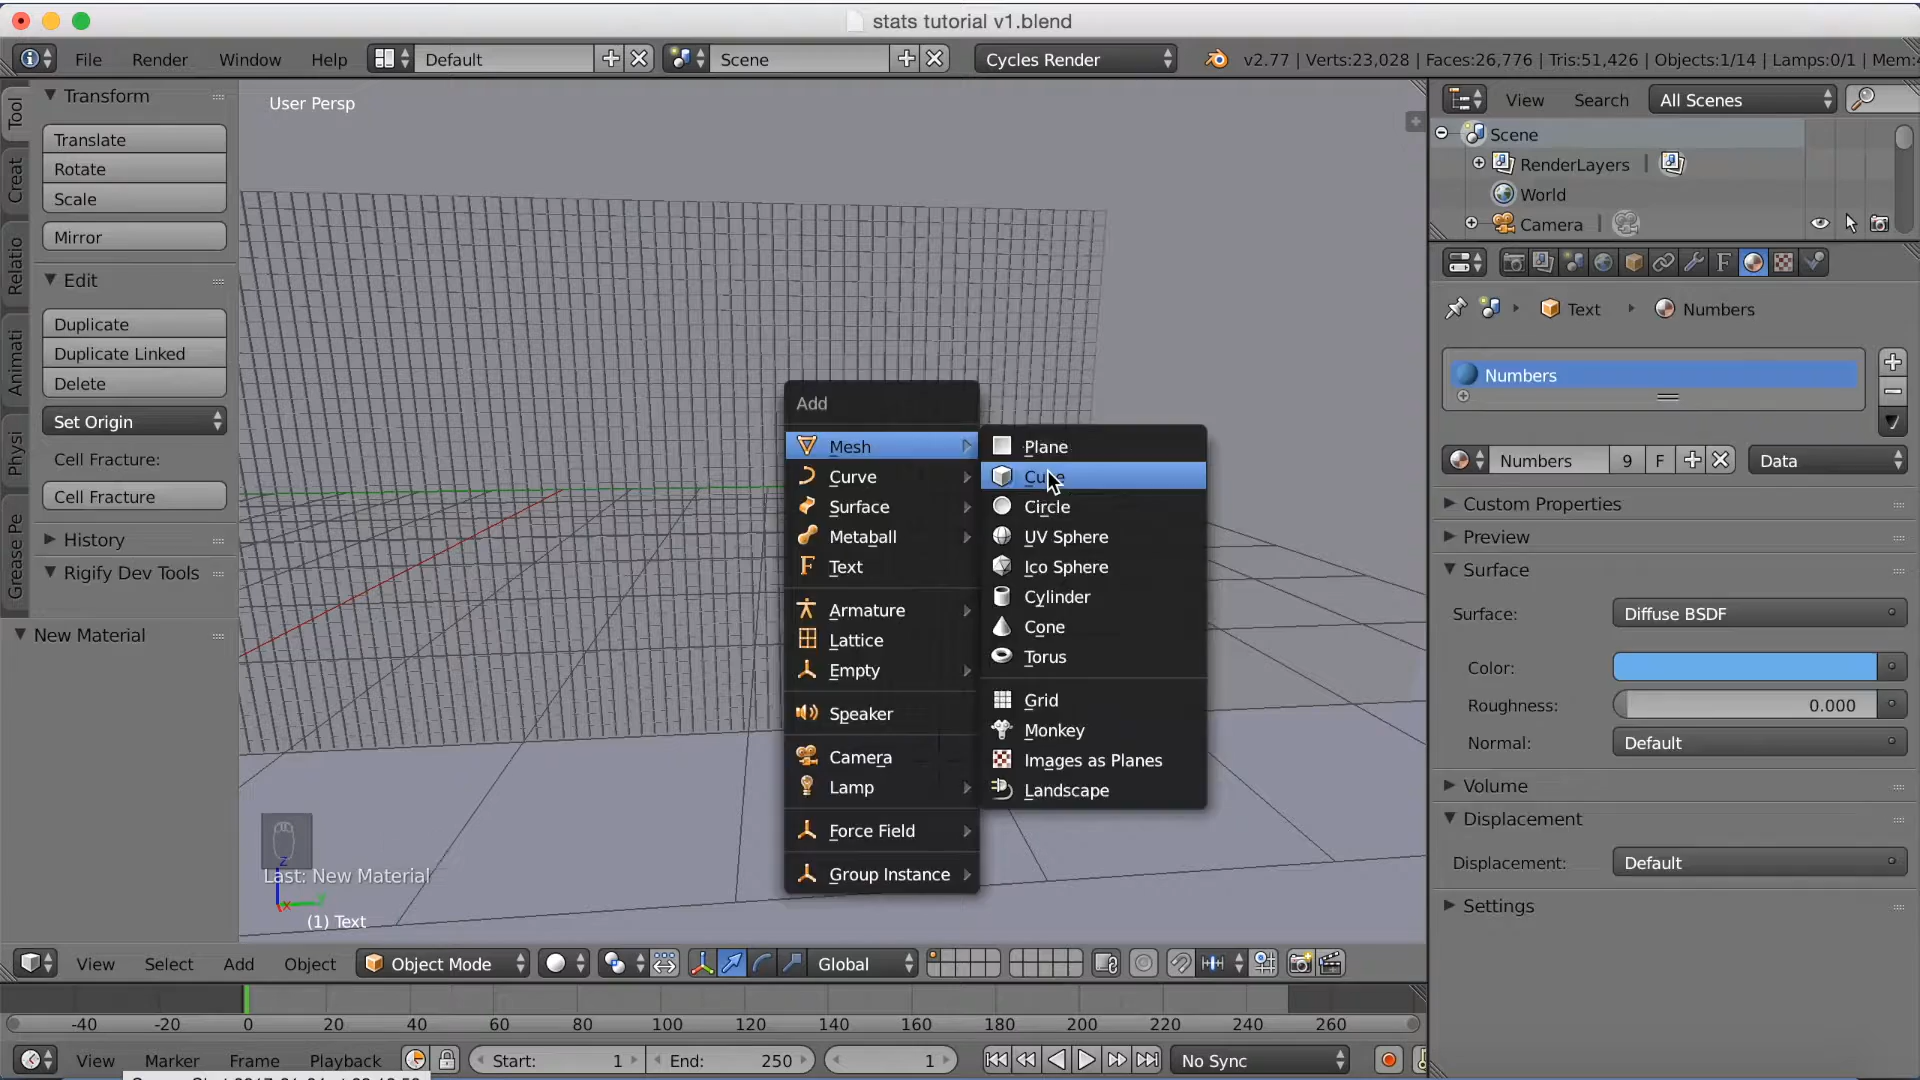 stats tutorial v1.blend
File Render Window Help Default Scene Cycles Render v2.77 | Verts:23,028 | Faces:26,776 | Tris:51,426 | Objects:1/14 | Lamps:0/1 | Mem:
Tool
Creat
Relatio
Animati
Physi
Grease Pe
Transform
Translate
Rotate
Scale
Mirror
Edit
Duplicate
Duplicate Linked
Delete
Set Origin
Cell Fracture:
Cell Fracture
History
Rigify Dev Tools
New Material
User Persp
Add
Mesh
Curve
Surface
Metaball
Text
Armature
Lattice
Empty
Speaker
Camera
Lamp
Force Field
Group Instance
Plane
Circle
UV Sphere
Ico Sphere
Cylinder
Cone
Torus
Grid
Monkey
Images as Planes
Landscape
z
x
Last: New Material
(1) Text
View Search All Scenes
Scene
RenderLayers |
World
Camera |
Text Numbers
Numbers
Numbers 9 F Data
Custom Properties
Preview
Surface
Surface: Diffuse BSDF
Color:
Roughness: 0.000
Normal: Default
Volume
Displacement
Displacement: Default
Settings
View Select Add Object Object Mode Global
-40 -20 0 20 40 60 80 100 120 140 160 180 200 220 240 260
View Marker Frame Playback Start: 1 End: 250 1 No Sync